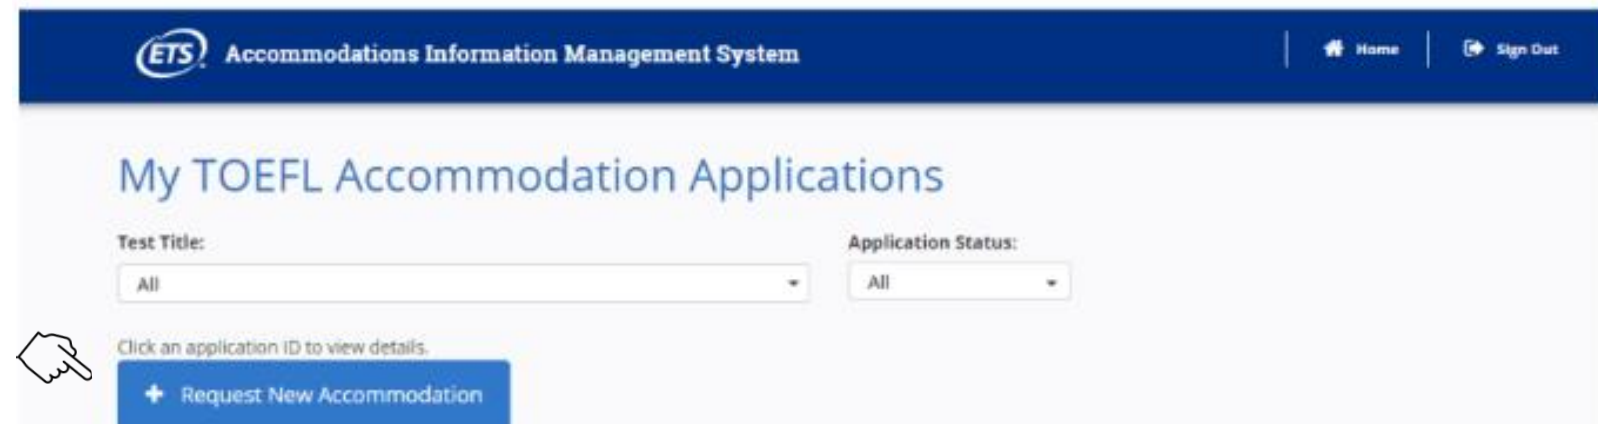 ETS Accommodations Information Management System
Home
Sign Out
My TOEFL Accommodation Applications
Test Title:
Application Status:
All
All
Click an application ID to view details.
+ Request New Accommodation